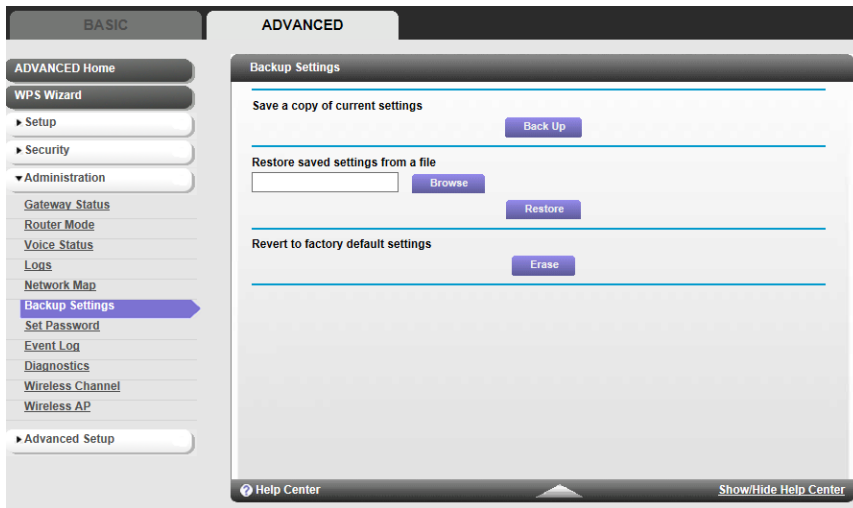 BASIC
ADVANCED
ADVANCED Home
WPS Wizard
Setup
Security
Administration
Gateway Status
Router Mode
Voice Status
Logs
Network Map
Backup Settings
Set Password
Event Log
Diagnostics
Wireless Channel
Wireless AP
Advanced Setup
Backup Settings
Save a copy of current settings
Back Up
Restore saved settings from a file
Browse
Restore
Revert to factory default settings
Erase
? Help Center
Show/Hide Help Center